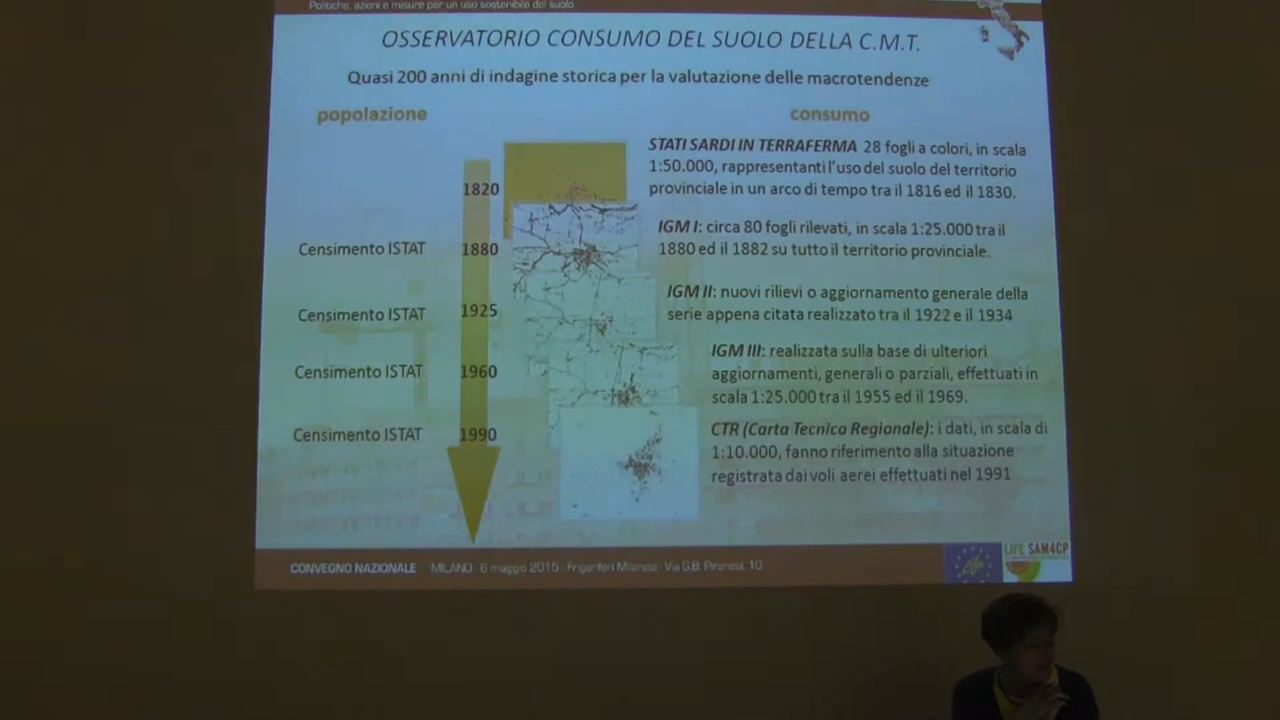 Politiche, azioni e misure per un uso sostenibile del suolo
OSSERVATORIO CONSUMO DEL SUOLO DELLA C.M.T.
Quasi 200 anni di indagine storica per la valutazione delle macrotendenze
popolazione
consumo
1820
STATI SARDI IN TERRAFERMA 28 fogli a colori, in scala
1:50.000, rappresentanti l'uso del suolo del territorio
provinciale in un arco di tempo tra il 1816 ed il 1830.
Censimento ISTAT 1880
IGM I: circa 80 fogli rilevati, in scala 1:25.000 tra il
1880 ed il 1882 su tutto il territorio provinciale.
Censimento ISTAT 1925
IGM II: nuovi rilievi o aggiornamento generale della
serie appena citata realizzato tra il 1922 e il 1934
Censimento ISTAT 1960
IGM III: realizzata sulla base di ulteriori
aggiornamenti, generali o parziali, effettuati in
scala 1:25.000 tra il 1955 ed il 1969.
Censimento ISTAT 1990
CTR (Carta Tecnica Regionale): i dati, in scala di
1:10.000, fanno riferimento alla situazione
registrata dai voli aerei effettuati nel 1991
CONVEGNO NAZIONALE MILANO 6 maggio 2015 Frigoriferi Milanesi - Via G.B. Piranesi, 10
Life
LIFE SAM4CP